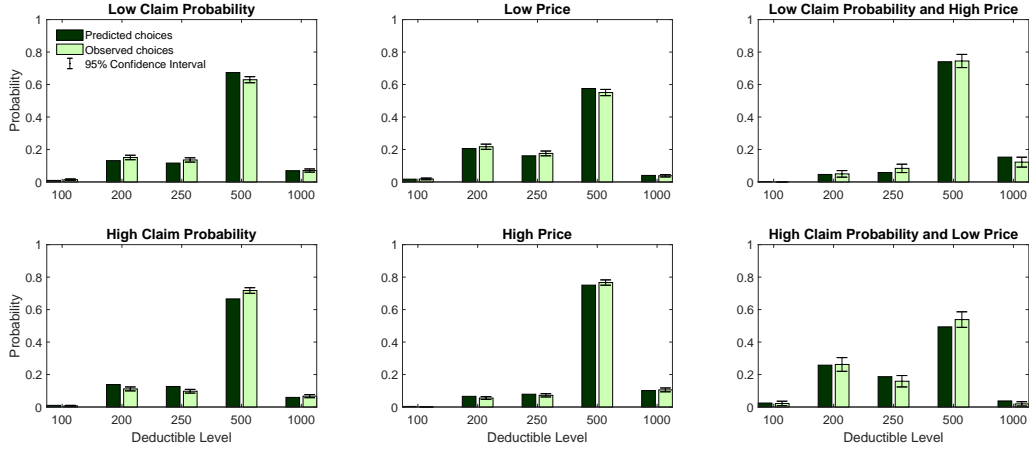 Low Claim Probability
Predicted choices
Observed choices
95% Confidence Interval
Probability
1
0.8
0.6
0.4
0.2
0
100 200 250 500 1000
Low Price
1
0.8
0.6
0.4
0.2
0
100 200 250 500 1000
Low Claim Probability and High Price
1
0.8
0.6
0.4
0.2
0
100 200 250 500 1000
High Claim Probability
Probability
1
0.8
0.6
0.4
0.2
0
100 200 250 500 1000
Deductible Level
High Price
1
0.8
0.6
0.4
0.2
0
100 200 250 500 1000
Deductible Level
High Claim Probability and Low Price
1
0.8
0.6
0.4
0.2
0
100 200 250 500 1000
Deductible Level